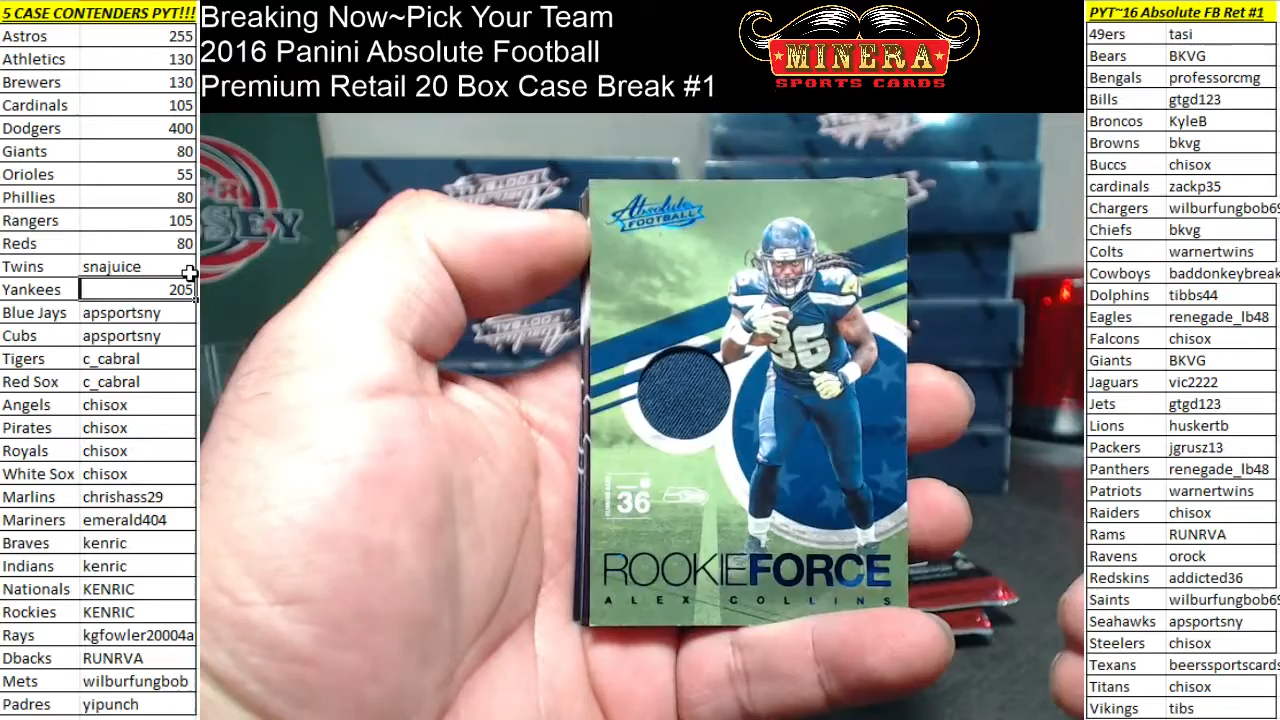 5 CASE CONTENDERS PYT!!!
Astros 255
Athletics 130
Brewers 130
Cardinals 105
Dodgers 400
Giants 80
Orioles 55
Phillies 80
Rangers 105
Reds 80
Twins snajuice
Yankees 205
Blue Jays apsportsny
Cubs apsportsny
Tigers c_cabral
Red Sox c_cabral
Angels chisox
Pirates chisox
Royals chisox
White Sox chisox
Marlins chrishass29
Mariners emerald404
Braves kenric
Indians kenric
Nationals KENRIC
Rockies KENRIC
Rays kgfowler20004a
Dbacks RUNRVA
Mets wilburfungbob
Padres yipunch
Breaking Now~Pick Your Team
2016 Panini Absolute Football
Premium Retail 20 Box Case Break #1
MINERA
SPORTS CARDS
Absolute
FOOTBALL
36
36
ROOKIE FORCE
ALEX COLLINS
PYT~16 Absolute FB Ret #1
49ers tasi
Bears BKVG
Bengals professorcmg
Bills gtgd123
Broncos KyleB
Browns bkvg
Buccs chisox
cardinals zackp35
Chargers wilburfungbob69
Chiefs bkvg
Colts warnertwins
Cowboys baddonkeybreak
Dolphins tibbs44
Eagles renegade_lb48
Falcons chisox
Giants BKVG
Jaguars vic2222
Jets gtgd123
Lions huskertb
Packers jgrusz13
Panthers renegade_lb48
Patriots warnertwins
Raiders chisox
Rams RUNRVA
Ravens orock
Redskins addicted36
Saints wilburfungbob69
Seahawks apsportsny
Steelers chisox
Texans beerssportscards
Titans chisox
Vikings tibs